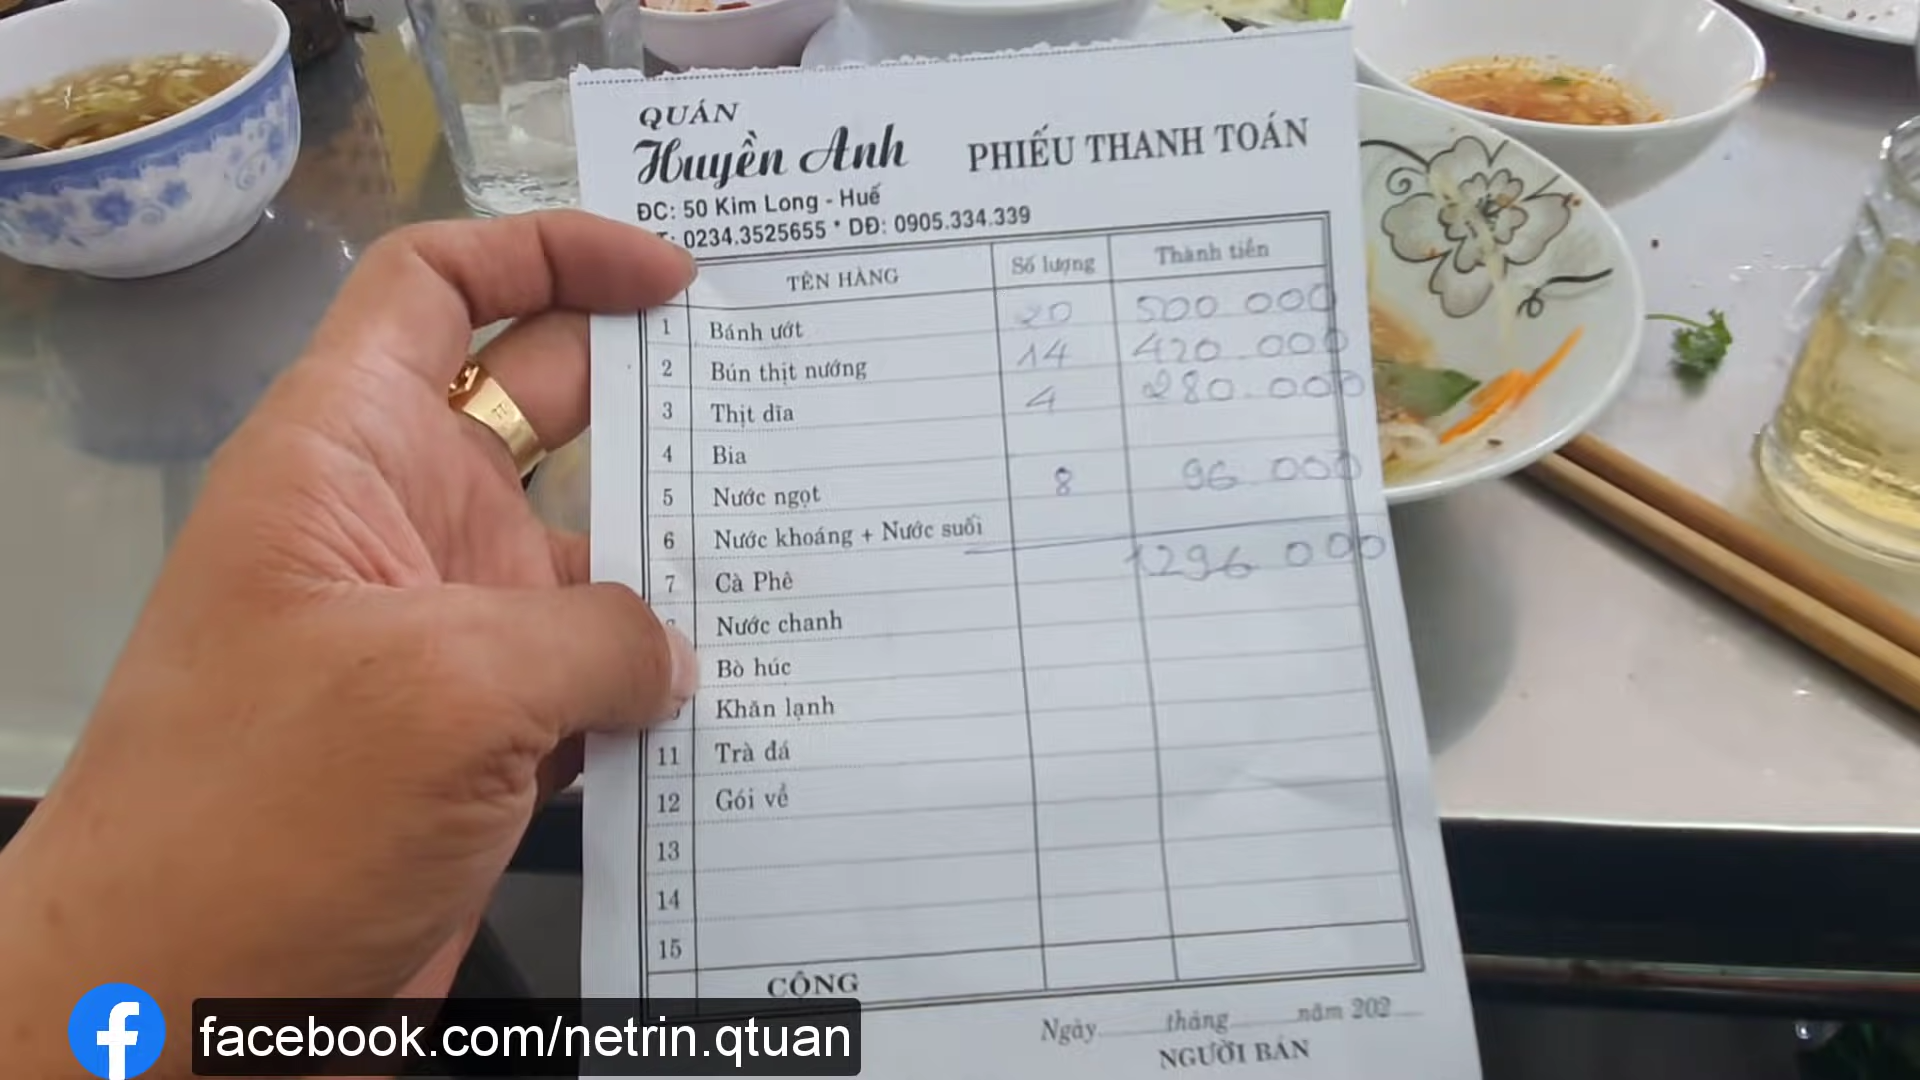 QUÁN
Huyền Anh
PHIẾU THANH TOÁN
ĐC: 50 Kim Long - Huế
: 0234.3525655 * DĐ: 0905.334.339
TÊN HÀNG Số lượng Thành tiền
1 Bánh ướt 20 500 000
2 Bún thịt nướng 14 420.000
3 Thịt dĩa 4 280.000
4 Bia
5 Nước ngọt 8 96 000
6 Nước khoáng + Nước suối
7 Cà Phê 1296 000
Nước chanh
Bò húc
Khăn lạnh
11 Trà đá
12 Gói về
13
14
15
CỘNG
Ngày tháng năm 202
NGƯỜI BÁN
facebook.com/netrin.qtuan